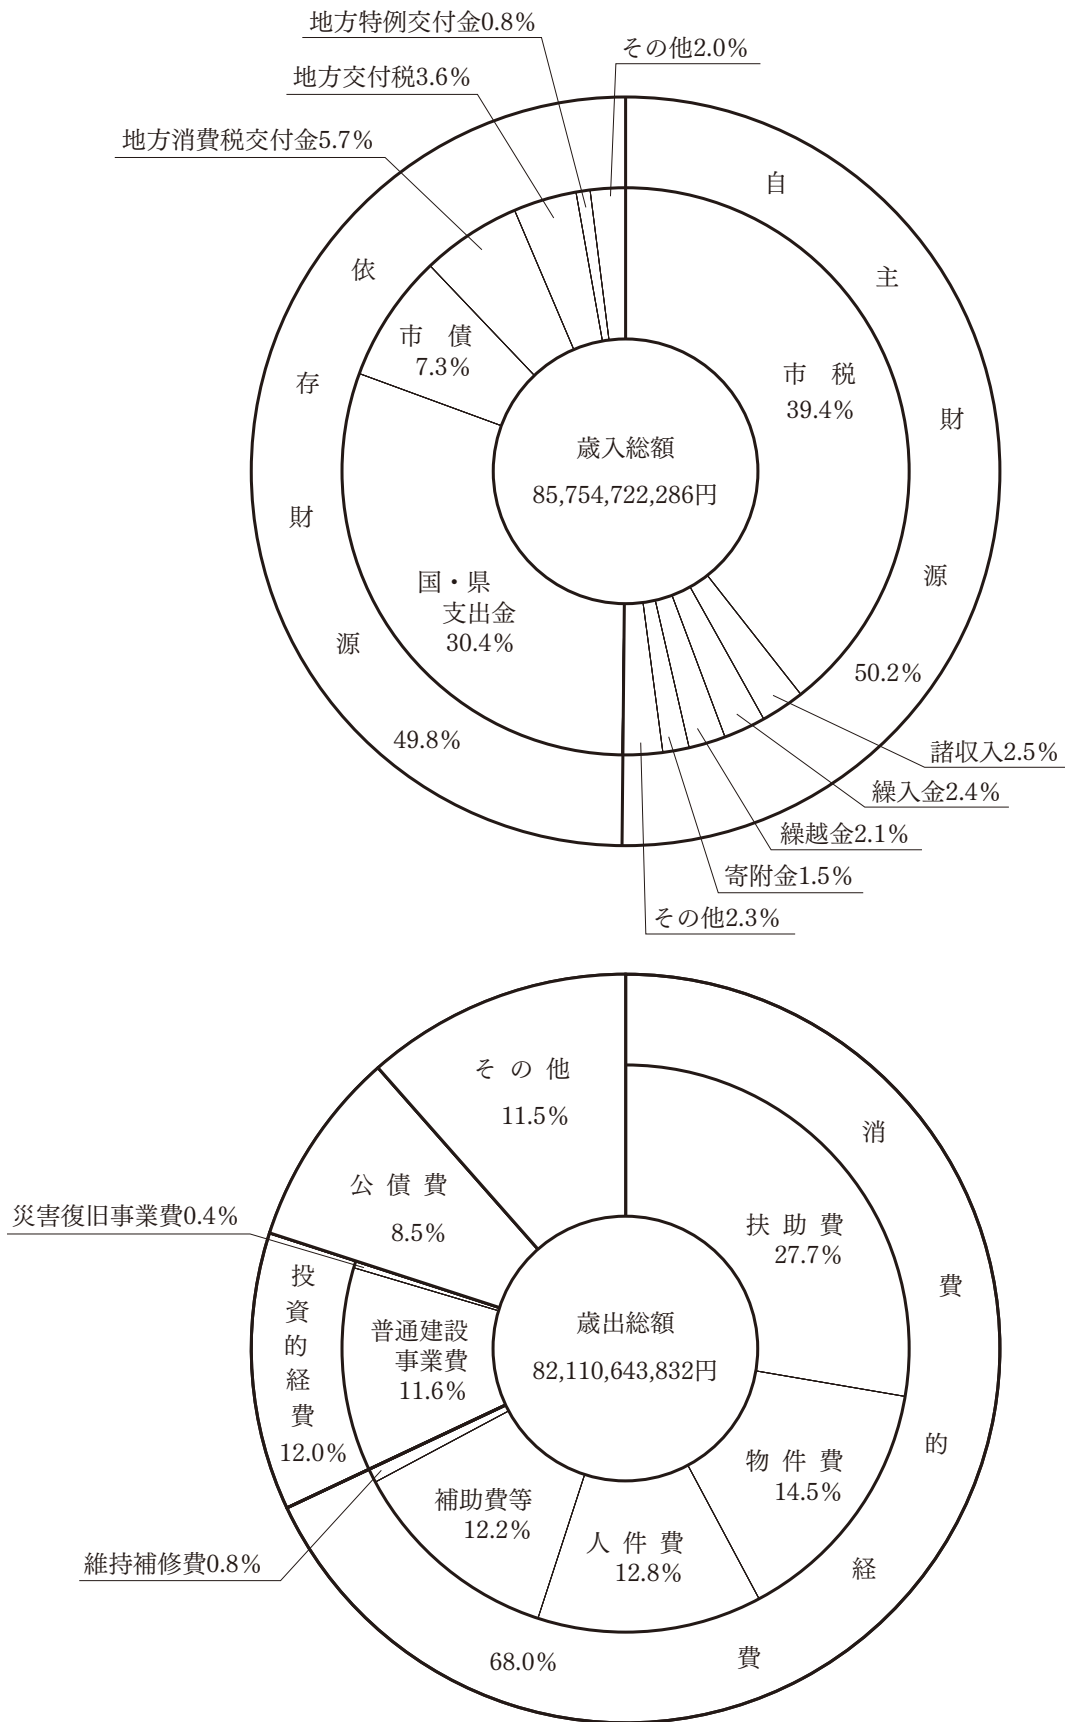 地方特例交付金0.8%
その他2.0%
地方交付税3.6%
地方消費税交付金5.7%
自主財源
50.2%
依存財源
49.8%
市税
39.4%
市債
7.3%
国・県
支出金
30.4%
歳入総額
85,754,722,286円
諸収入2.5%
繰入金2.4%
繰越金2.1%
寄附金1.5%
その他2.3%
その他
11.5%
消費的経費
68.0%
公債費
8.5%
災害復旧事業費0.4%
扶助費
27.7%
投資的経費
12.0%
普通建設
事業費
11.6%
歳出総額
82,110,643,832円
物件費
14.5%
補助費等
12.2%
人件費
12.8%
維持補修費0.8%